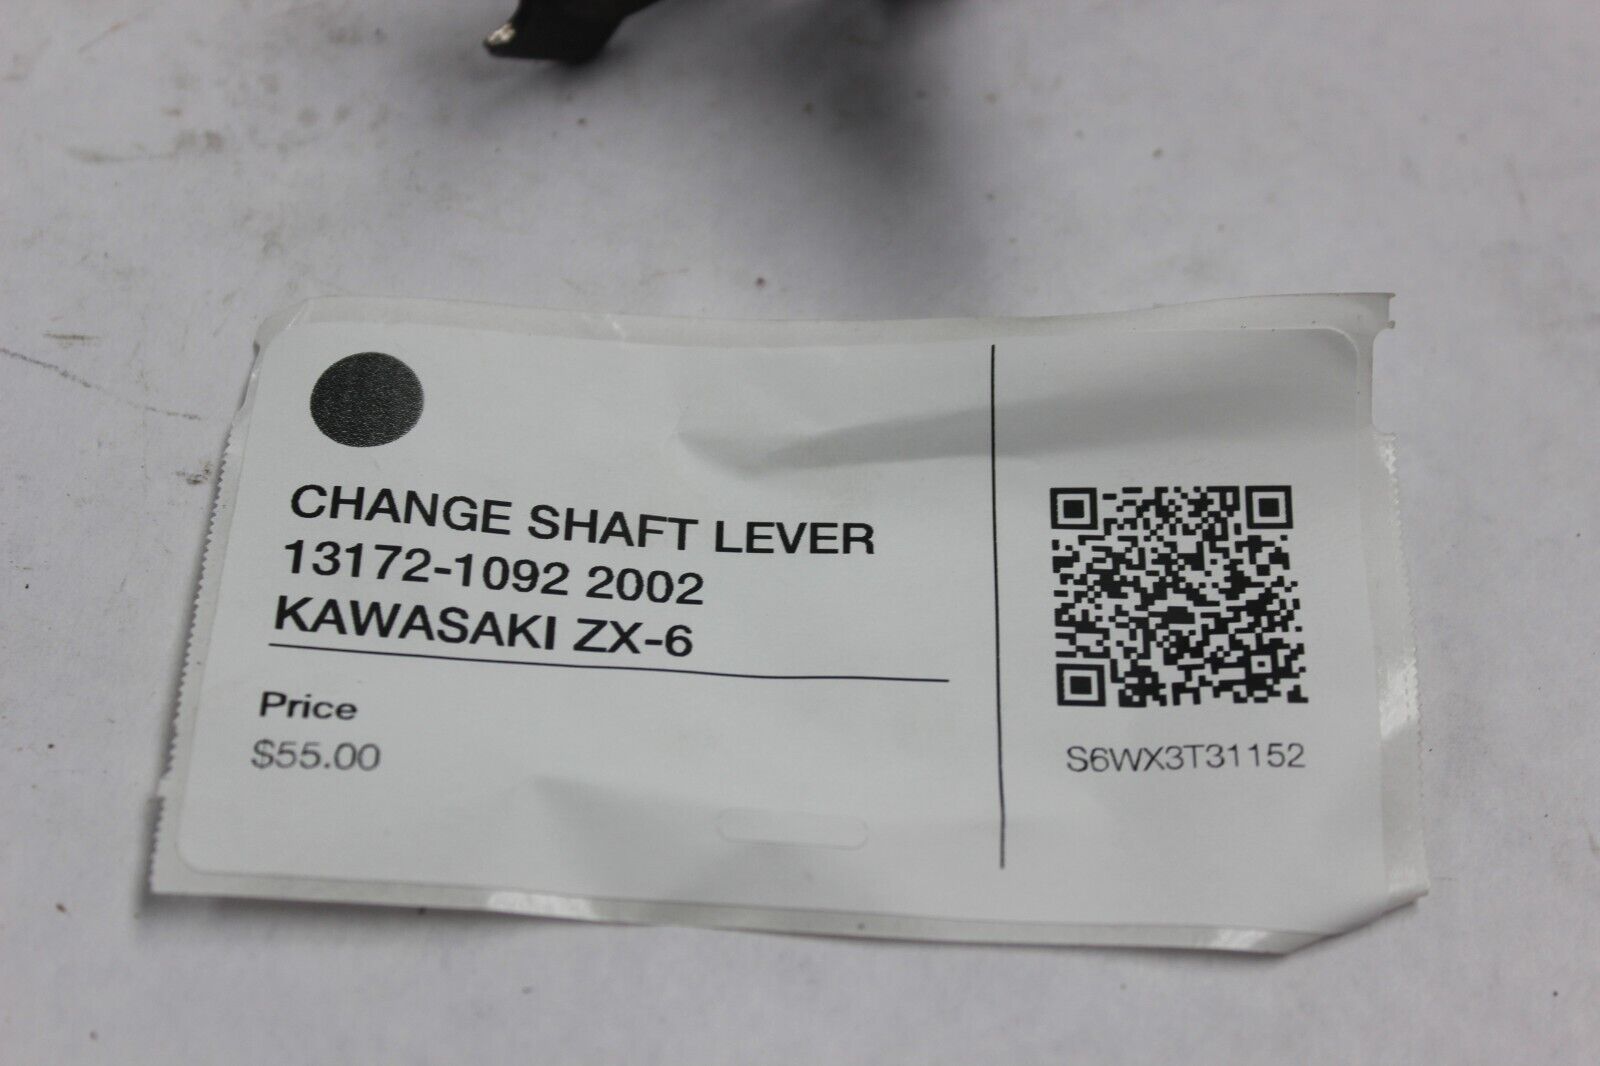 CHANGE SHAFT LEVER
13172-1092 2002
KAWASAKI ZX-6
Price
$55.00
S6WX3T31152